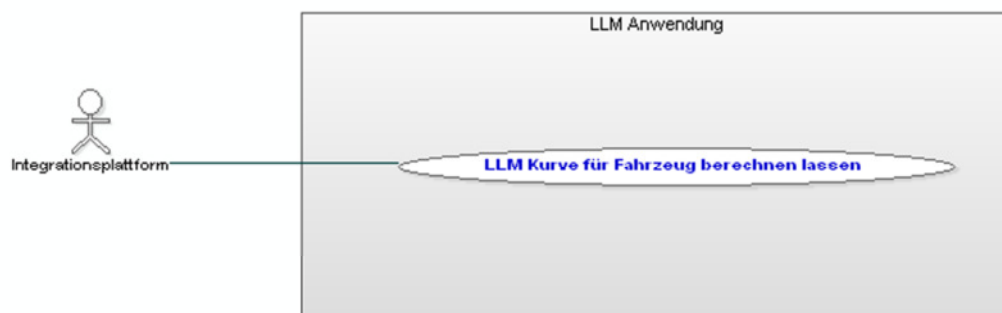 LLM Anwendung
Integrationsplattform
LLM Kurve für Fahrzeug berechnen lassen